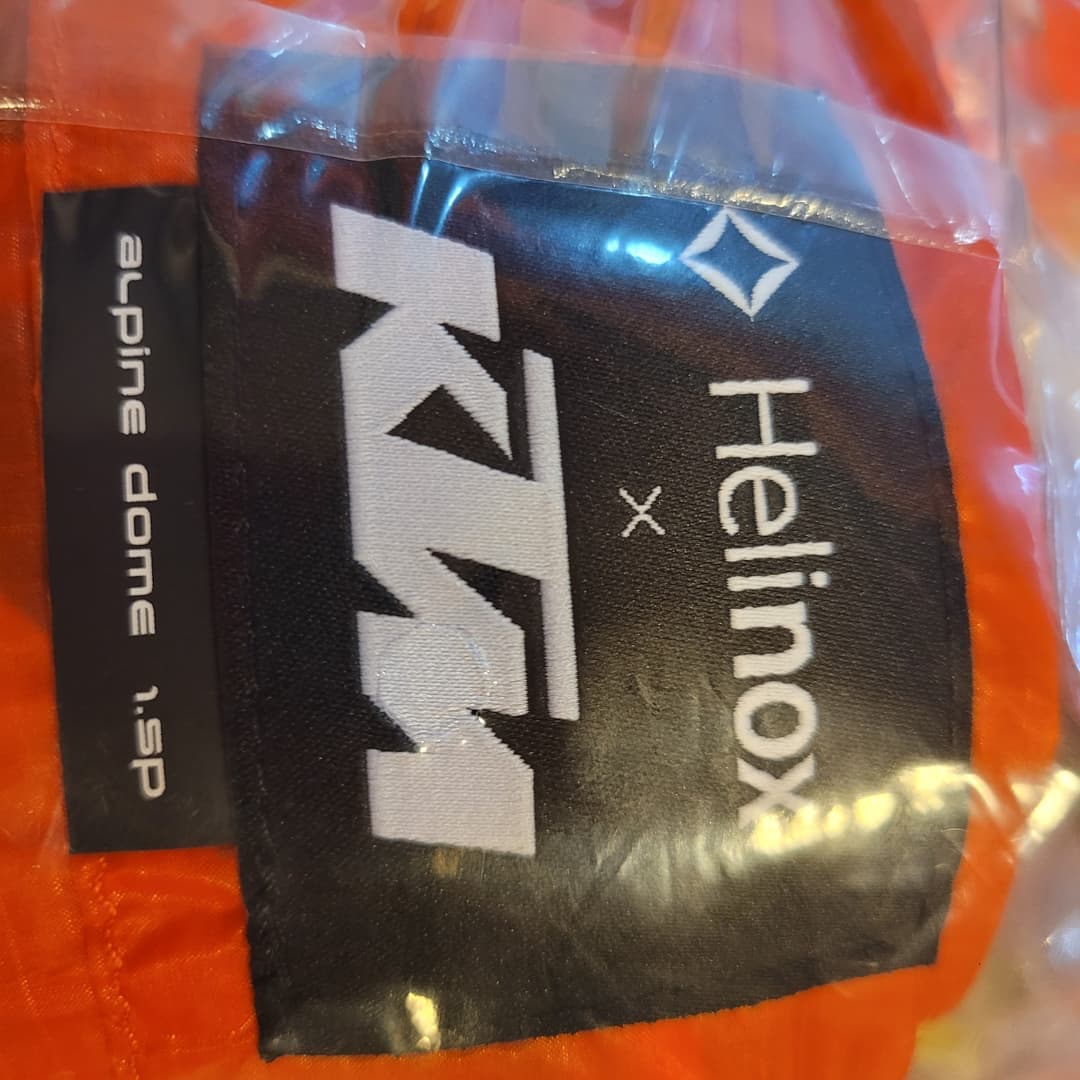 Helinox
X
KTM
alpine dome 1.5P